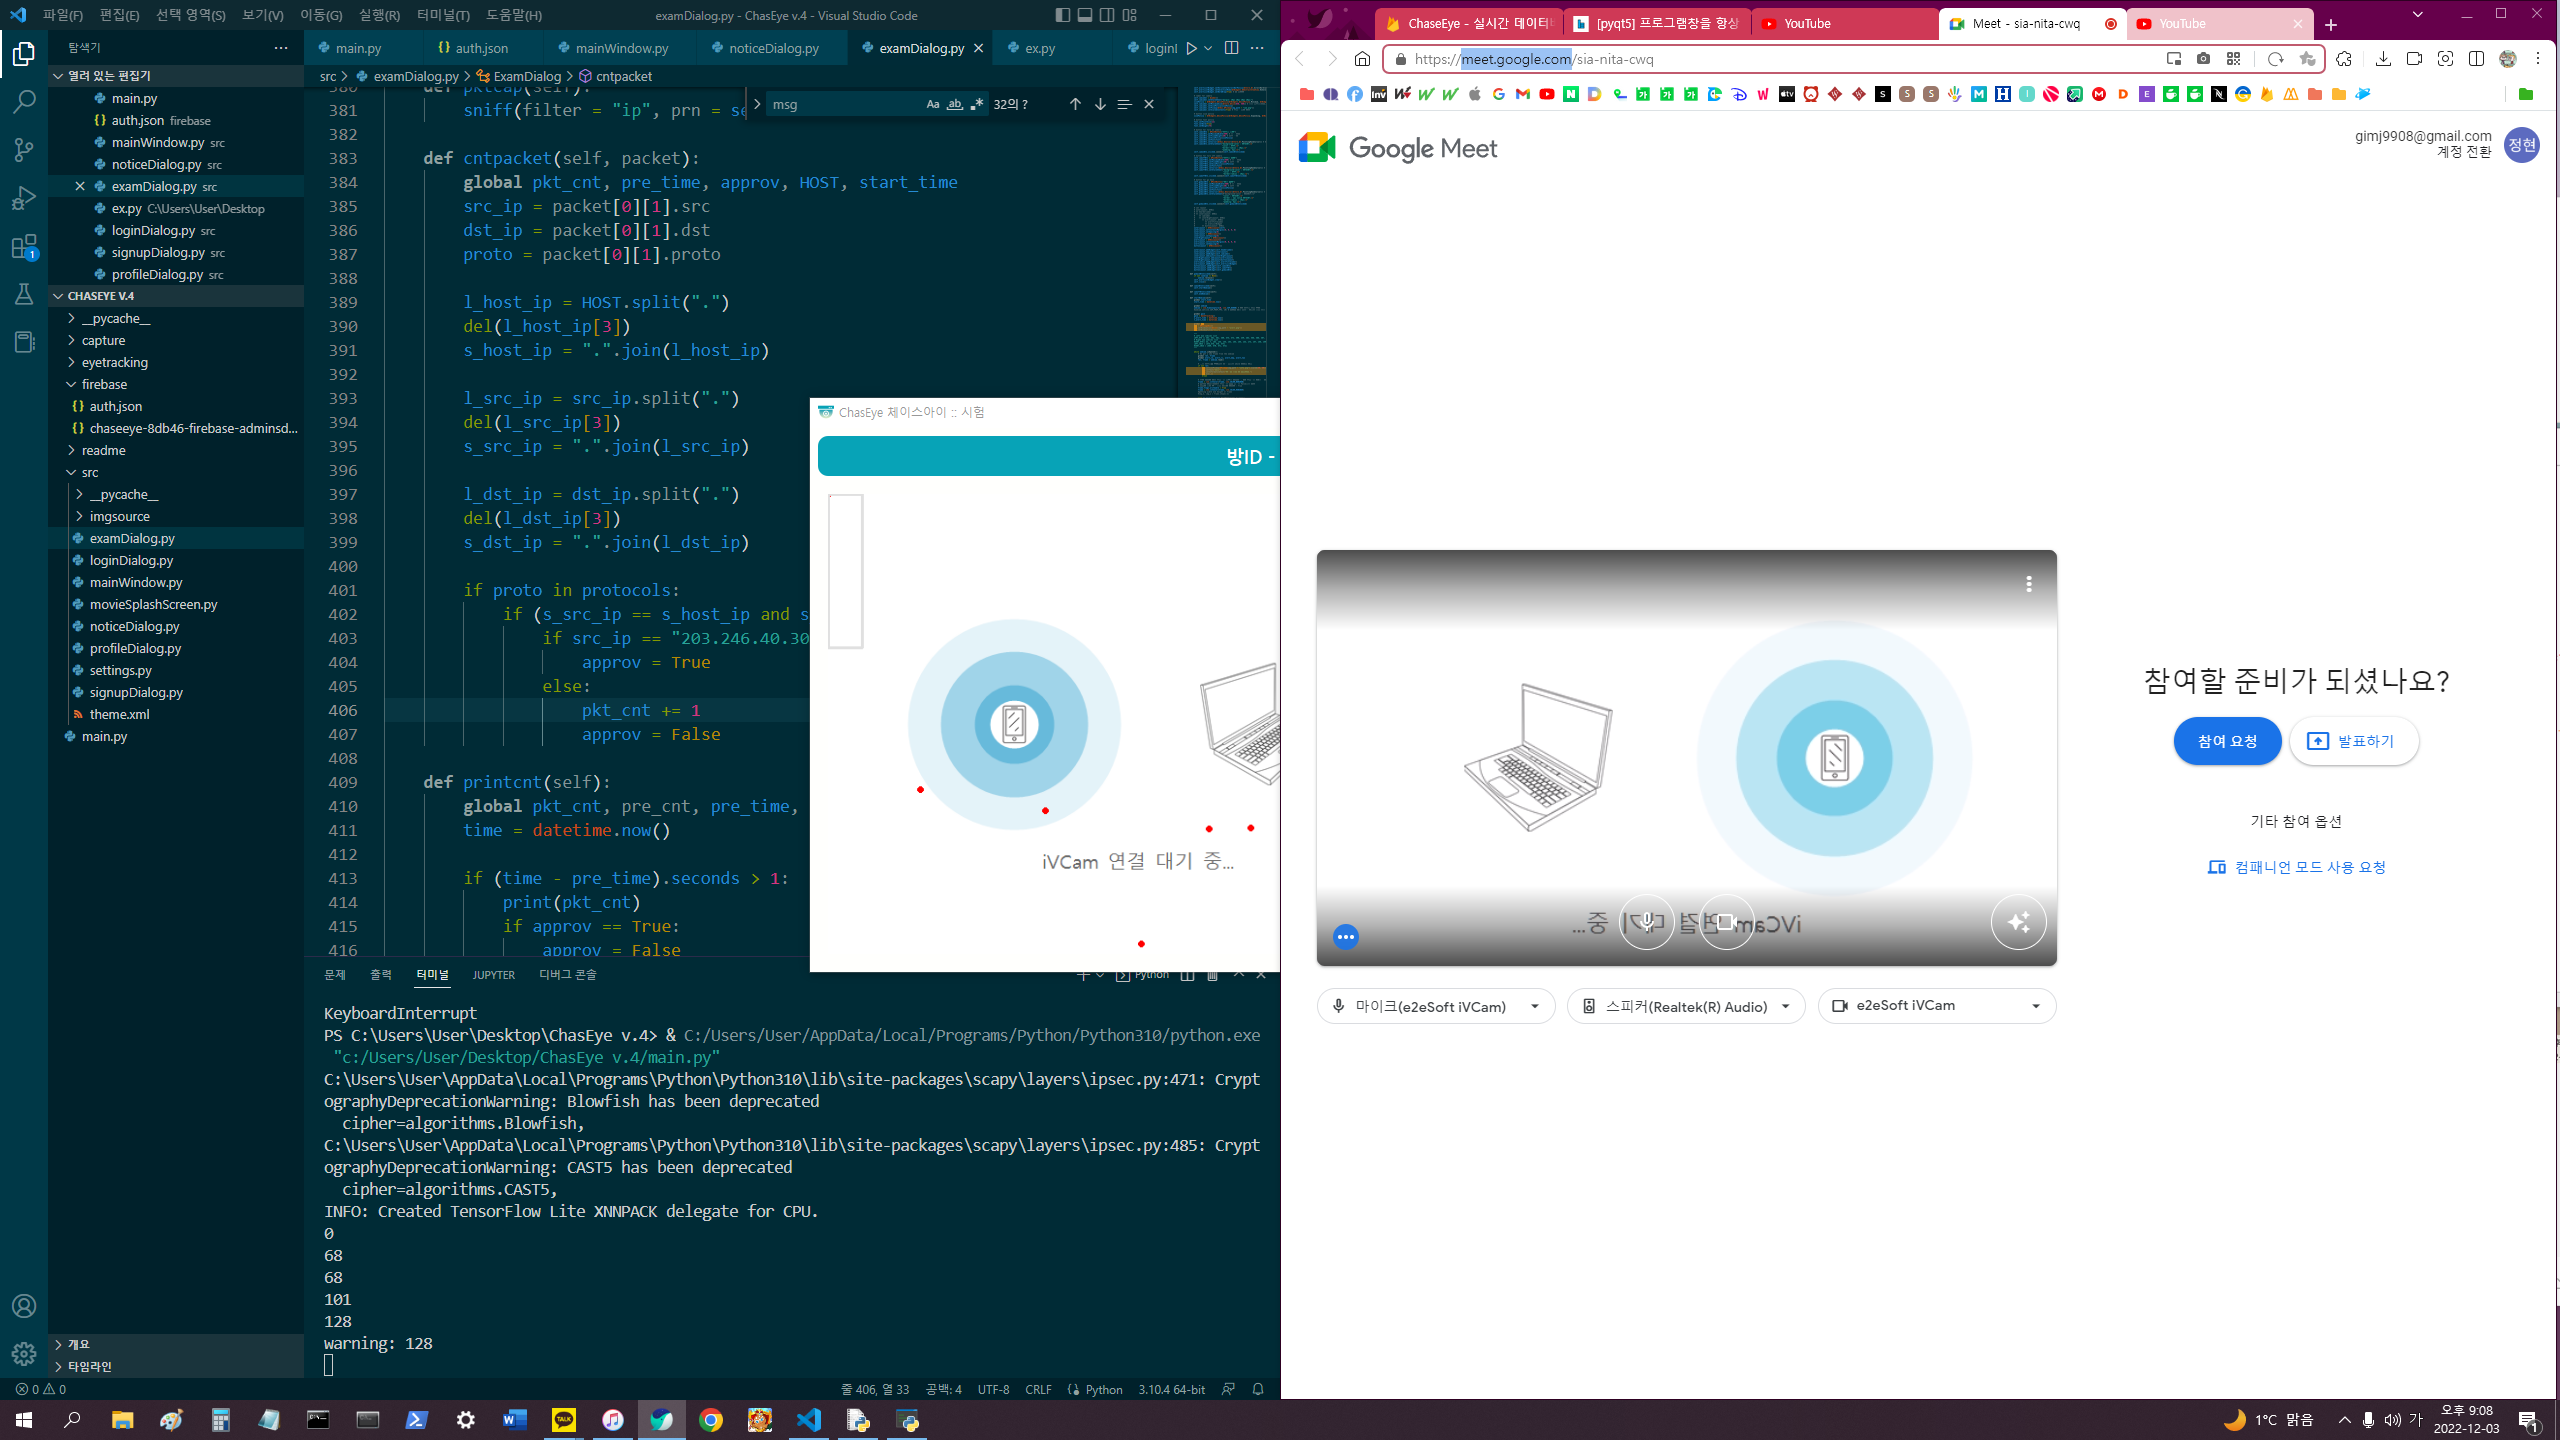 파일(F) 편집(E) 선택 영역(S) 보기(V) 이동(G) 실행(R) 터미널(T) 도움말(H)
examDialog.py - ChasEye v.4 - Visual Studio Code
탐색기
main.py
auth.json
mainWindow.py
noticeDialog.py
examDialog.py
ex.py
열려 있는 편집기
main.py
auth.json firebase
mainWindow.py src
noticeDialog.py src
examDialog.py src
ex.py C:\Users\User\Desktop
loginDialog.py src
signupDialog.py src
profileDialog.py src
CHASEYE V.4
__pycache__
capture
eyetracking
firebase
auth.json
chaseeye-8db46-firebase-adminsd...
readme
src
__pycache__
imgsource
examDialog.py
loginDialog.py
mainWindow.py
movieSplashScreen.py
noticeDialog.py
profileDialog.py
settings.py
signupDialog.py
theme.xml
main.py
개요
타임라인
src > examDialog.py > ExamDialog > cntpacket
msg
Aa ab 32의 ?
380 def pktcap(self):
381 sniff(filter = "ip", prn = se
382
383 def cntpacket(self, packet):
384 global pkt_cnt, pre_time, approv, HOST, start_time
385 src_ip = packet[0][1].src
386 dst_ip = packet[0][1].dst
387 proto = packet[0][1].proto
388
389 l_host_ip = HOST.split(".")
390 del(l_host_ip[3])
391 s_host_ip = ".".join(l_host_ip)
392
393 l_src_ip = src_ip.split(".")
394 del(l_src_ip[3])
395 s_src_ip = ".".join(l_src_ip)
396
397 l_dst_ip = dst_ip.split(".")
398 del(l_dst_ip[3])
399 s_dst_ip = ".".join(l_dst_ip)
400
401 if proto in protocols:
402 if (s_src_ip == s_host_ip and s
403 if src_ip == "203.246.40.30
404 approv = True
405 else:
406 pkt_cnt += 1
407 approv = False
408
409 def printcnt(self):
410 global pkt_cnt, pre_cnt, pre_time,
411 time = datetime.now()
412
413 if (time - pre_time).seconds > 1:
414 print(pkt_cnt)
415 if approv == True:
416 approv = False
ChasEye 체이스아이 :: 시험
방ID -
iVCam 연결 대기 중...
문제 출력 터미널 JUPYTER 디버그 콘솔
Python
KeyboardInterrupt
PS C:\Users\User\Desktop\ChasEye v.4> & C:/Users/User/AppData/Local/Programs/Python/Python310/python.exe
"c:/Users/User/Desktop/ChasEye v.4/main.py"
C:\Users\User\AppData\Local\Programs\Python\Python310\lib\site-packages\scapy\layers\ipsec.py:471: Crypt
ographyDeprecationWarning: Blowfish has been deprecated
cipher=algorithms.Blowfish,
C:\Users\User\AppData\Local\Programs\Python\Python310\lib\site-packages\scapy\layers\ipsec.py:485: Crypt
ographyDeprecationWarning: CAST5 has been deprecated
cipher=algorithms.CAST5,
INFO: Created TensorFlow Lite XNNPACK delegate for CPU.
0
68
68
101
128
warning: 128
0 0
줄 406, 열 33 공백: 4 UTF-8 CRLF Python 3.10.4 64-bit
ChaseEye - 실시간 데이터
[pyqt5] 프로그램창을 항상
YouTube
Meet - sia-nita-cwq
YouTube
https://meet.google.com/sia-nita-cwq
Google Meet
gimj9908@gmail.com
계정 전환
정현
iVCam 연결 대기 중...
참여할 준비가 되셨나요?
참여 요청
발표하기
기타 참여 옵션
컴패니언 모드 사용 요청
마이크(e2eSoft iVCam)
스피커(Realtek(R) Audio)
e2eSoft iVCam
1°C 맑음
가
오후 9:08
2022-12-03
1